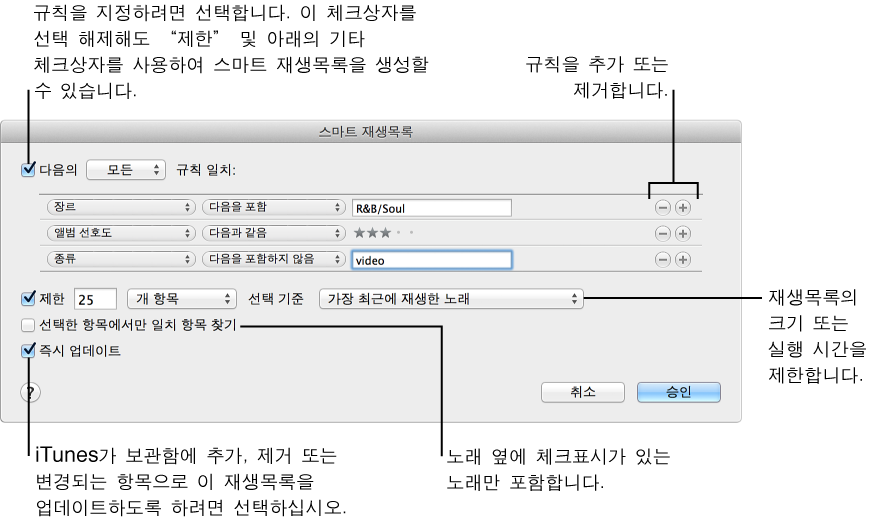 규칙을 지정하려면 선택합니다. 이 체크상자를
선택 해제해도 “제한” 및 아래의 기타
체크상자를 사용하여 스마트 재생목록을 생성할
수 있습니다.
규칙을 추가 또는
제거합니다.
스마트 재생목록
다음의 모든 규칙 일치:
장르 다음을 포함 R&B/Soul
앨범 선호도 다음과 같음 ★★★
종류 다음을 포함하지 않음 video
제한 25 개 항목 선택 기준 가장 최근에 재생한 노래
선택한 항목에서만 일치 항목 찾기
즉시 업데이트
? 취소 승인
재생목록의
크기 또는
실행 시간을
제한합니다.
iTunes가 보관함에 추가, 제거 또는
변경되는 항목으로 이 재생목록을
업데이트하도록 하려면 선택하십시오.
노래 옆에 체크표시가 있는
노래만 포함합니다.